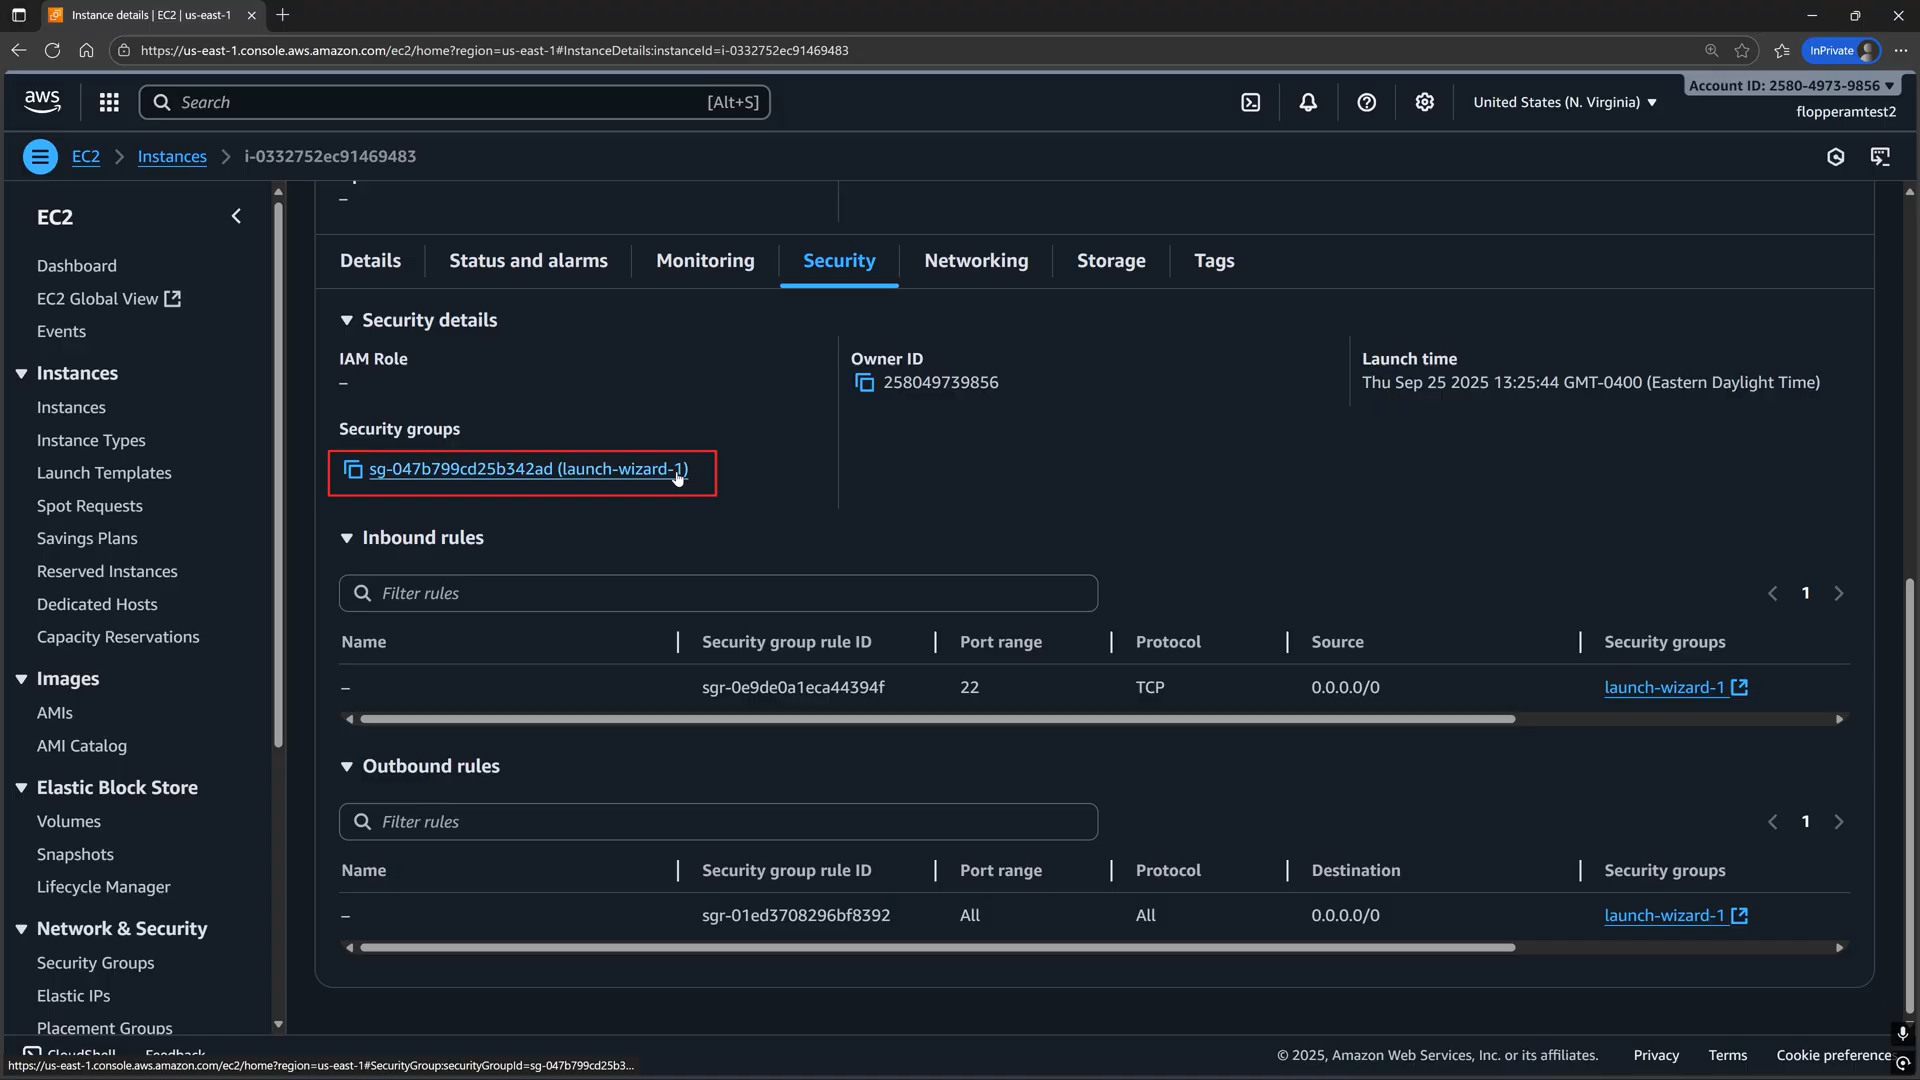 Instance details | EC2 | us-east-1
https://us-east-1.console.aws.amazon.com/ec2/home?region=us-east-1#InstanceDetails:instanceId=i-0332752ec91469483
InPrivate
aws
Search [Alt+S]
United States (N. Virginia)
Account ID: 2580-4973-9856
flopperamtest2
EC2 > Instances > i-0332752ec91469483
EC2
Dashboard
EC2 Global View
Events
Instances
Instances
Instance Types
Launch Templates
Spot Requests
Savings Plans
Reserved Instances
Dedicated Hosts
Capacity Reservations
Images
AMIs
AMI Catalog
Elastic Block Store
Volumes
Snapshots
Lifecycle Manager
Network & Security
Security Groups
Elastic IPs
Placement Groups
–
Details Status and alarms Monitoring Security Networking Storage Tags
Security details
IAM Role
–
Owner ID
258049739856
Launch time
Thu Sep 25 2025 13:25:44 GMT-0400 (Eastern Daylight Time)
Security groups
sg-047b799cd25b342ad (launch-wizard-1)
Inbound rules
Filter rules
1
Name Security group rule ID Port range Protocol Source Security groups
– sgr-0e9de0a1eca44394f 22 TCP 0.0.0.0/0 launch-wizard-1
Outbound rules
Filter rules
1
Name Security group rule ID Port range Protocol Destination Security groups
– sgr-01ed3708296bf8392 All All 0.0.0.0/0 launch-wizard-1
CloudShell Feedback
© 2025, Amazon Web Services, Inc. or its affiliates. Privacy Terms Cookie preference
https://us-east-1.console.aws.amazon.com/ec2/home?region=us-east-1#SecurityGroup:securityGroupId=sg-047b799cd25b3...